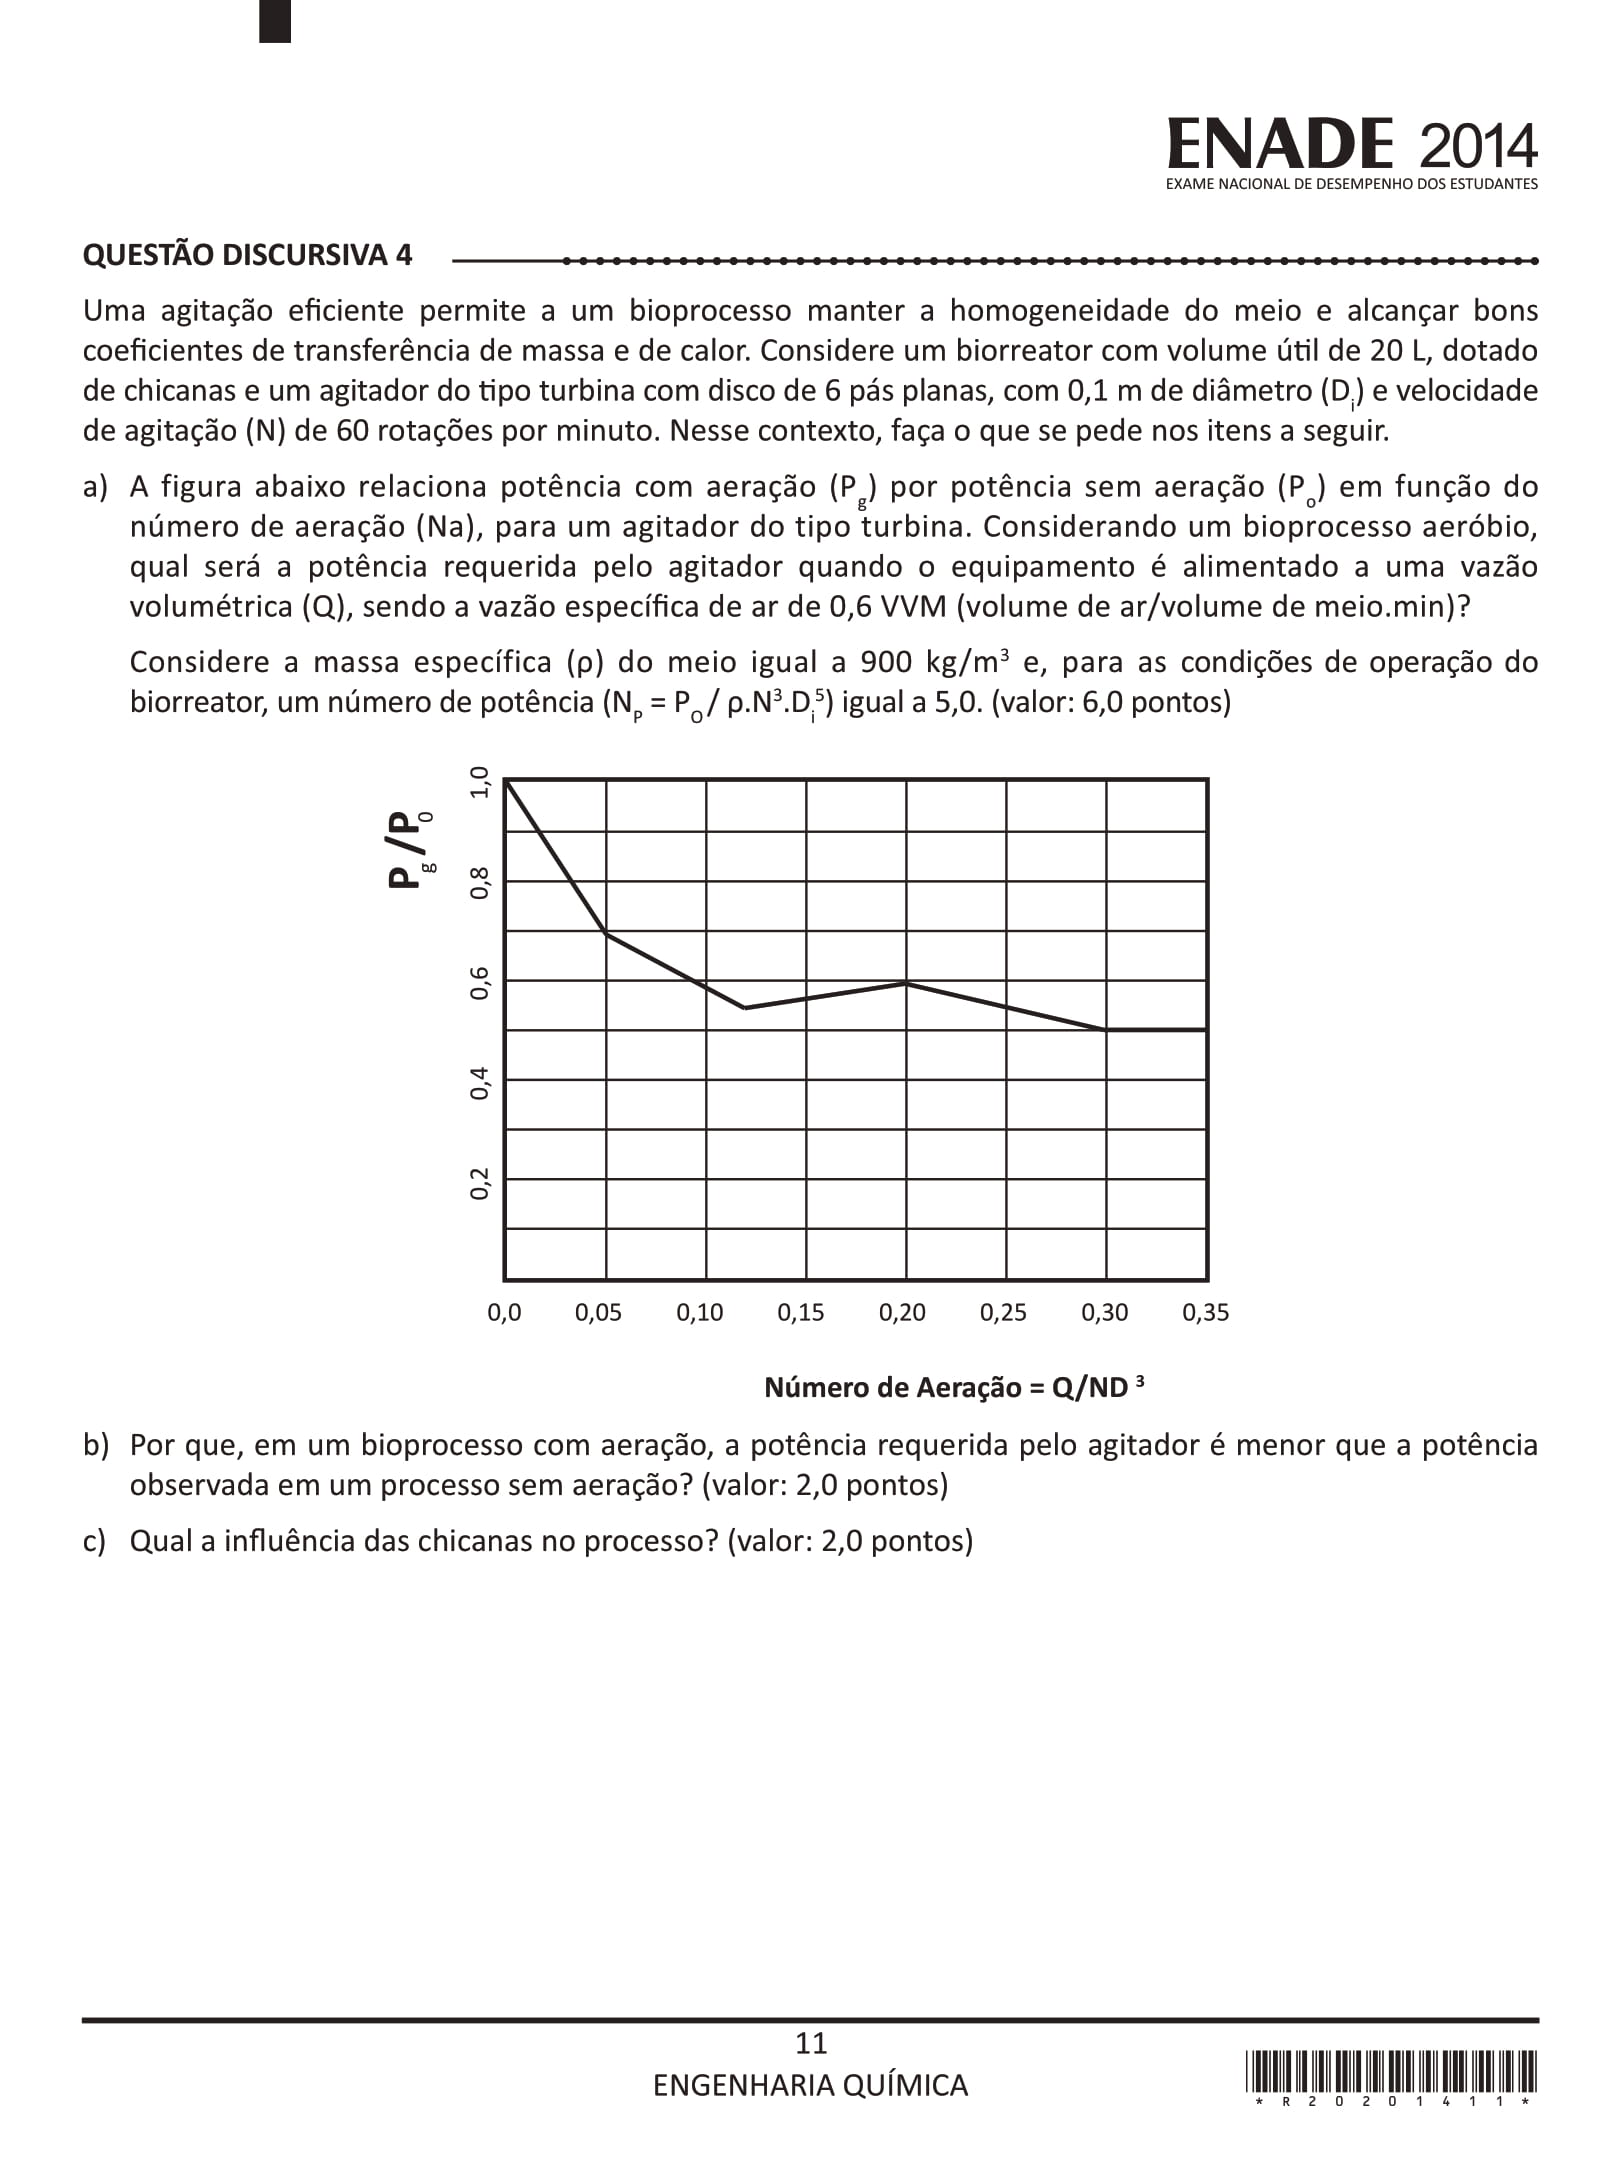 ENADE 2014
EXAME NACIONAL DE DESEMPENHO DOS ESTUDANTES
QUESTÃO DISCURSIVA 4
Uma agitação eficiente permite a um bioprocesso manter a homogeneidade do meio e alcançar bons
coeficientes de transferência de massa e de calor. Considere um biorreator com volume útil de 20 L, dotado
de chicanas e um agitador do tipo turbina com disco de 6 pás planas, com 0,1 m de diâmetro (Di) e velocidade
de agitação (N) de 60 rotações por minuto. Nesse contexto, faça o que se pede nos itens a seguir.
a) A figura abaixo relaciona potência com aeração (Pg) por potência sem aeração (Po) em função do
número de aeração (Na), para um agitador do tipo turbina. Considerando um bioprocesso aeróbio,
qual será a potência requerida pelo agitador quando o equipamento é alimentado a uma vazão
volumétrica (Q), sendo a vazão específica de ar de 0,6 VVM (volume de ar/volume de meio.min)?
Considere a massa específica (ρ) do meio igual a 900 kg/m³ e, para as condições de operação do
biorreator, um número de potência (NP = PO/ ρ.N³.Di⁵) igual a 5,0. (valor: 6,0 pontos)
Pg/P0
1,0
0,8
0,6
0,4
0,2
0,0 0,05 0,10 0,15 0,20 0,25 0,30 0,35
Número de Aeração = Q/ND ³
b) Por que, em um bioprocesso com aeração, a potência requerida pelo agitador é menor que a potência
observada em um processo sem aeração? (valor: 2,0 pontos)
c) Qual a influência das chicanas no processo? (valor: 2,0 pontos)
11
ENGENHARIA QUÍMICA
* R 2 0 2 0 1 4 1 1 *